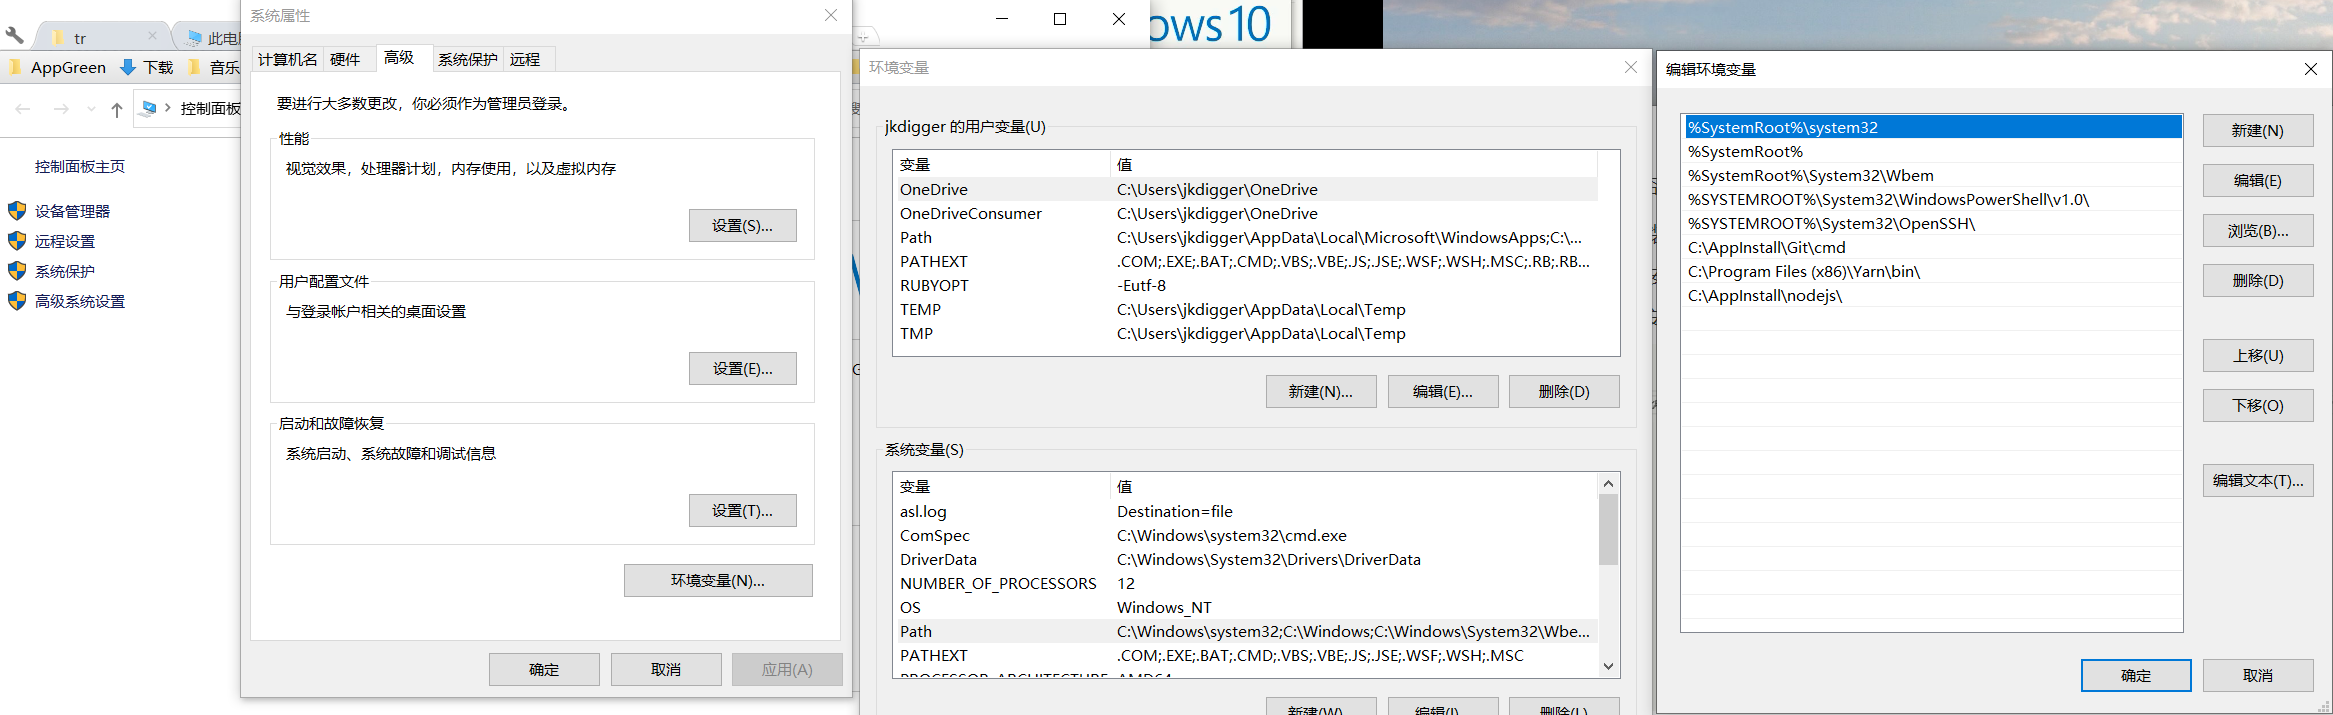 tr
此电脑
AppGreen
下载
音乐
控制面板
控制面板主页
设备管理器
远程设置
系统保护
高级系统设置
系统属性
计算机名
硬件
高级
系统保护
远程
要进行大多数更改，你必须作为管理员登录。
性能
视觉效果，处理器计划，内存使用，以及虚拟内存
设置(S)...
用户配置文件
与登录帐户相关的桌面设置
设置(E)...
启动和故障恢复
系统启动、系统故障和调试信息
设置(T)...
环境变量(N)...
确定
取消
应用(A)
ows 10
环境变量
jkdigger 的用户变量(U)
变量 值
OneDrive C:\Users\jkdigger\OneDrive
OneDriveConsumer C:\Users\jkdigger\OneDrive
Path C:\Users\jkdigger\AppData\Local\Microsoft\WindowsApps;C:\...
PATHEXT .COM;.EXE;.BAT;.CMD;.VBS;.VBE;.JS;.JSE;.WSF;.WSH;.MSC;.RB;.RB...
RUBYOPT -Eutf-8
TEMP C:\Users\jkdigger\AppData\Local\Temp
TMP C:\Users\jkdigger\AppData\Local\Temp
新建(N)...
编辑(E)...
删除(D)
系统变量(S)
变量 值
asl.log Destination=file
ComSpec C:\Windows\system32\cmd.exe
DriverData C:\Windows\System32\Drivers\DriverData
NUMBER_OF_PROCESSORS 12
OS Windows_NT
Path C:\Windows\system32;C:\Windows;C:\Windows\System32\Wbe...
PATHEXT .COM;.EXE;.BAT;.CMD;.VBS;.VBE;.JS;.JSE;.WSF;.WSH;.MSC
PROCESSOR_ARCHITECTURE AMD64
新建(W)...
编辑(I)...
删除(L)
编辑环境变量
%SystemRoot%\system32
%SystemRoot%
%SystemRoot%\System32\Wbem
%SYSTEMROOT%\System32\WindowsPowerShell\v1.0\
%SYSTEMROOT%\System32\OpenSSH\
C:\AppInstall\Git\cmd
C:\Program Files (x86)\Yarn\bin\
C:\AppInstall\nodejs\
新建(N)
编辑(E)
浏览(B)...
删除(D)
上移(U)
下移(O)
编辑文本(T)...
确定
取消